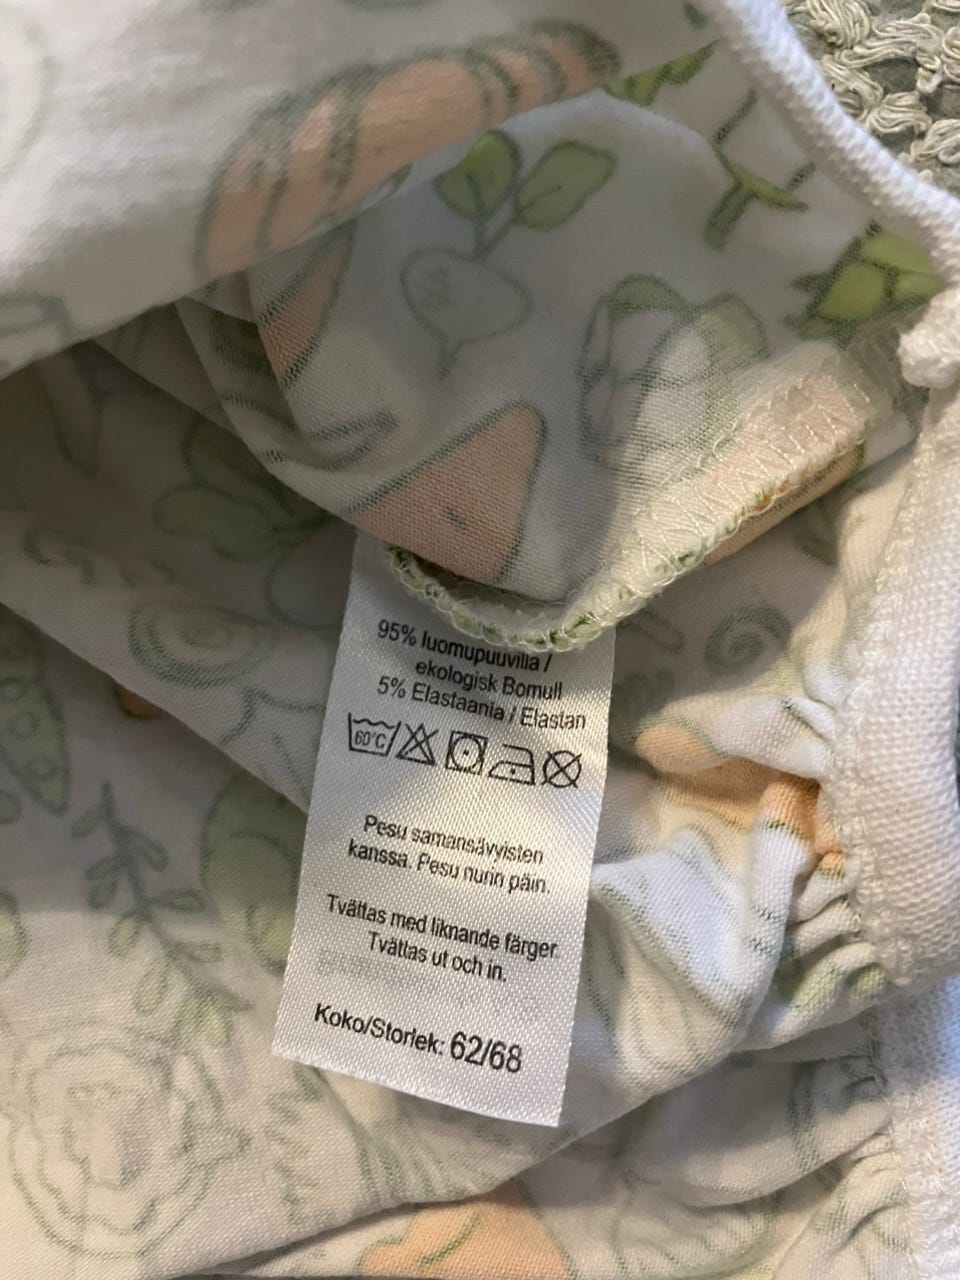 95% luomupuuvilla /
ekologisk Bomull
5% Elastaania / Elastan
60°C
Pesu samansävyisten
kanssa. Pesu nurin päin.
Tvättas med liknande färger
Tvättas ut och in.
Koko/Storlek: 62/68